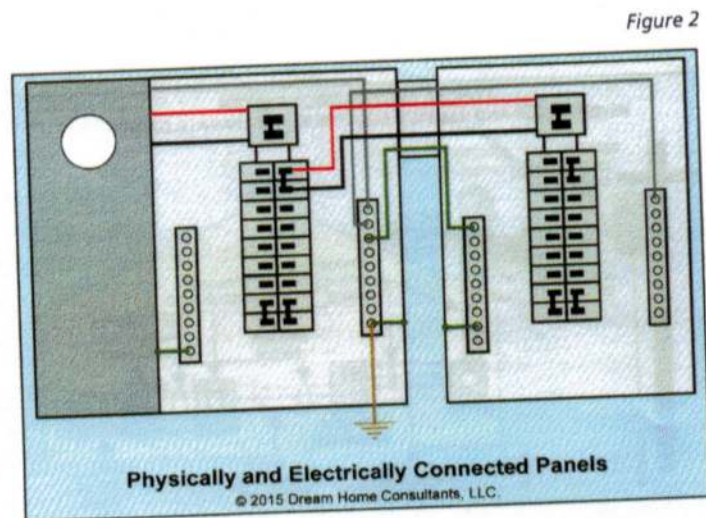 Figure 2
Physically and Electrically Connected Panels
© 2015 Dream Home Consultants, LLC.